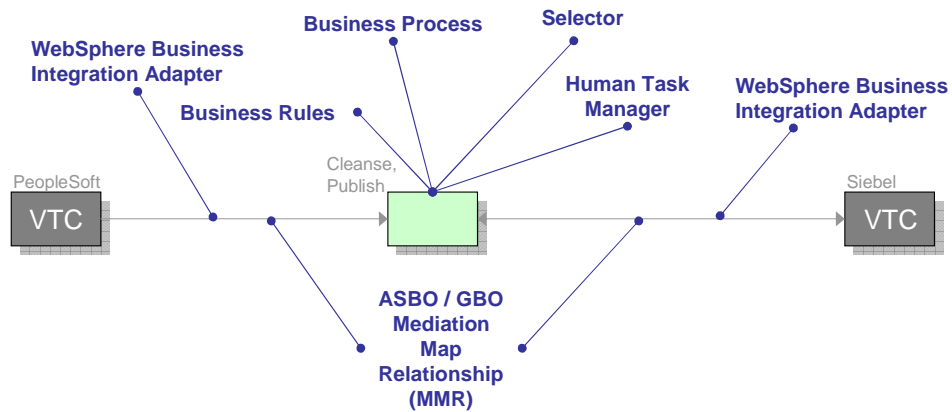 Business Process
Selector
WebSphere Business
Integration Adapter
Human Task
Manager
WebSphere Business
Integration Adapter
Business Rules
Cleanse,
Publish
PeopleSoft
VTC
Siebel
VTC
ASBO / GBO
Mediation
Map
Relationship
(MMR)